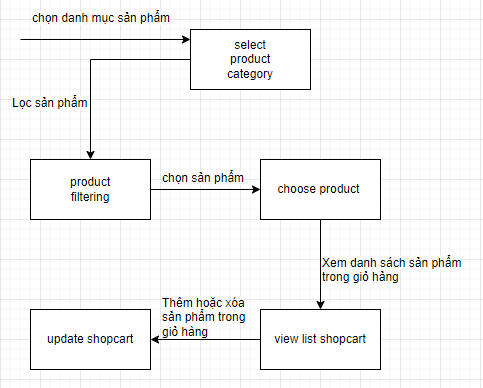 chọn danh mục sản phẩm
select
product
category
Lọc sản phẩm
product
filtering
chọn sản phẩm
choose product
Xem danh sách sản phẩm
trong giỏ hàng
Thêm hoặc xóa
sản phẩm trong
giỏ hàng
update shopcart
view list shopcart